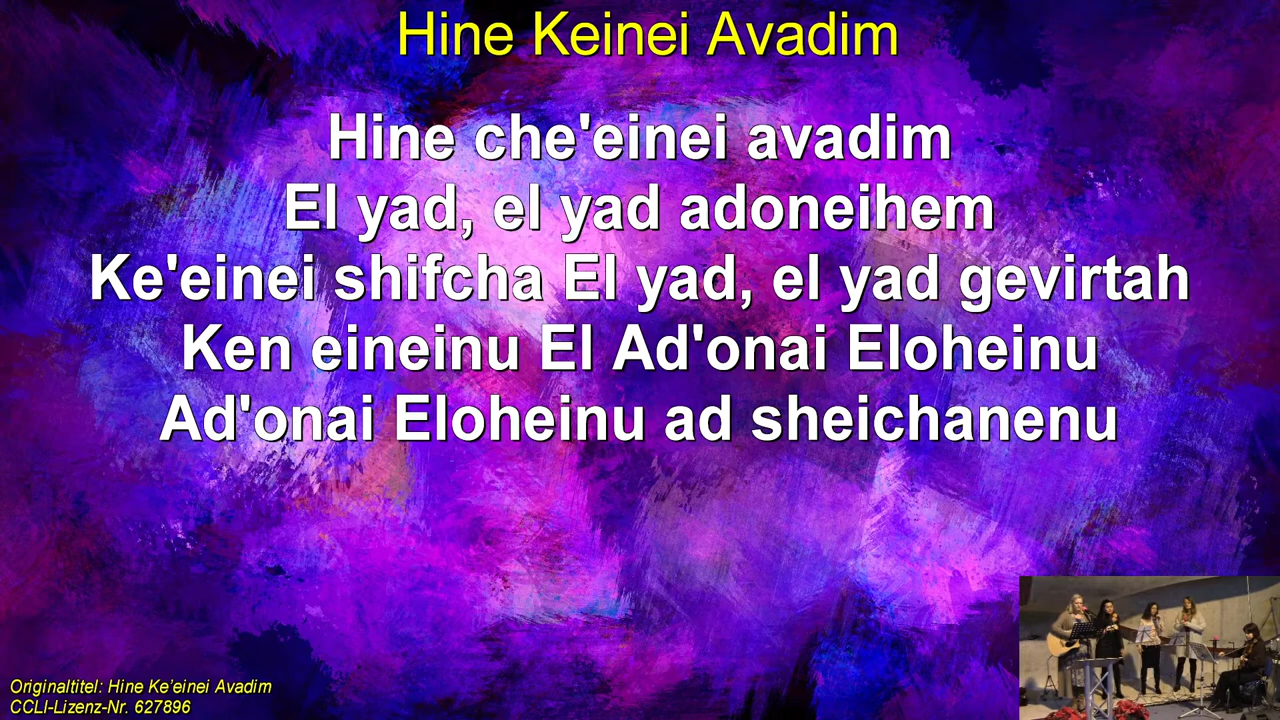 Hine Keinei Avadim
Hine che'einei avadim
El yad, el yad adoneihem
Ke'einei shifcha El yad, el yad gevirtah
Ken eineinu El Ad'onai Eloheinu
Ad'onai Eloheinu ad sheichanenu
Originaltitel: Hine Ke’einei Avadim
CCLI-Lizenz-Nr. 627896